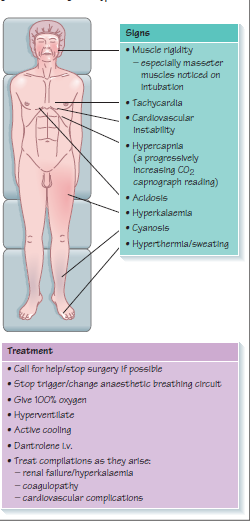 Signs
• Muscle rigidity
– especially masseter
muscles noticed on
intubation
• Tachycardia
• Cardiovascular
instability
• Hypercapnia
(a progressively
increasing CO2
capnograph reading)
• Acidosis
• Hyperkalaemia
• Cyanosis
• Hyperthmia/sweating
Treatment
• Call for help/stop surgery if possible
• Stop trigger/change anaesthetic breathing circuit
• Give 100% oxygen
• Hyperventilate
• Active cooling
• Dantrolene i.v.
• Treat compilations as they arise:
– renal failure/hyperkalaemia
– coagulopathy
– cardiovascular complications